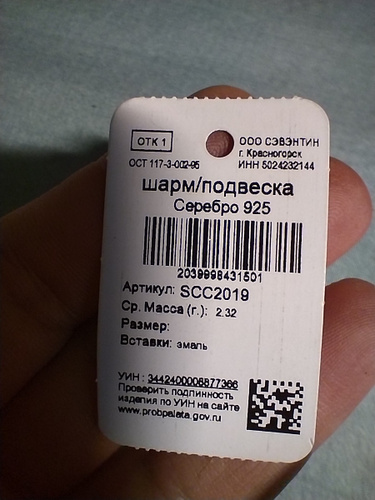 ОТК 1
ООО СЭВЭНТИН
г. Красногорск
ОСТ 117-3-002-95
ИНН 5024232144
шарм/подвеска
Серебро 925
2039998431501
Артикул: SCC2019
Ср. Масса (г.): 2.32
Размер:
Вставки: эмаль
УИН : 3442400006877366
Проверить подлинность
изделия по УИН на сайте
www.probpalata.gov.ru